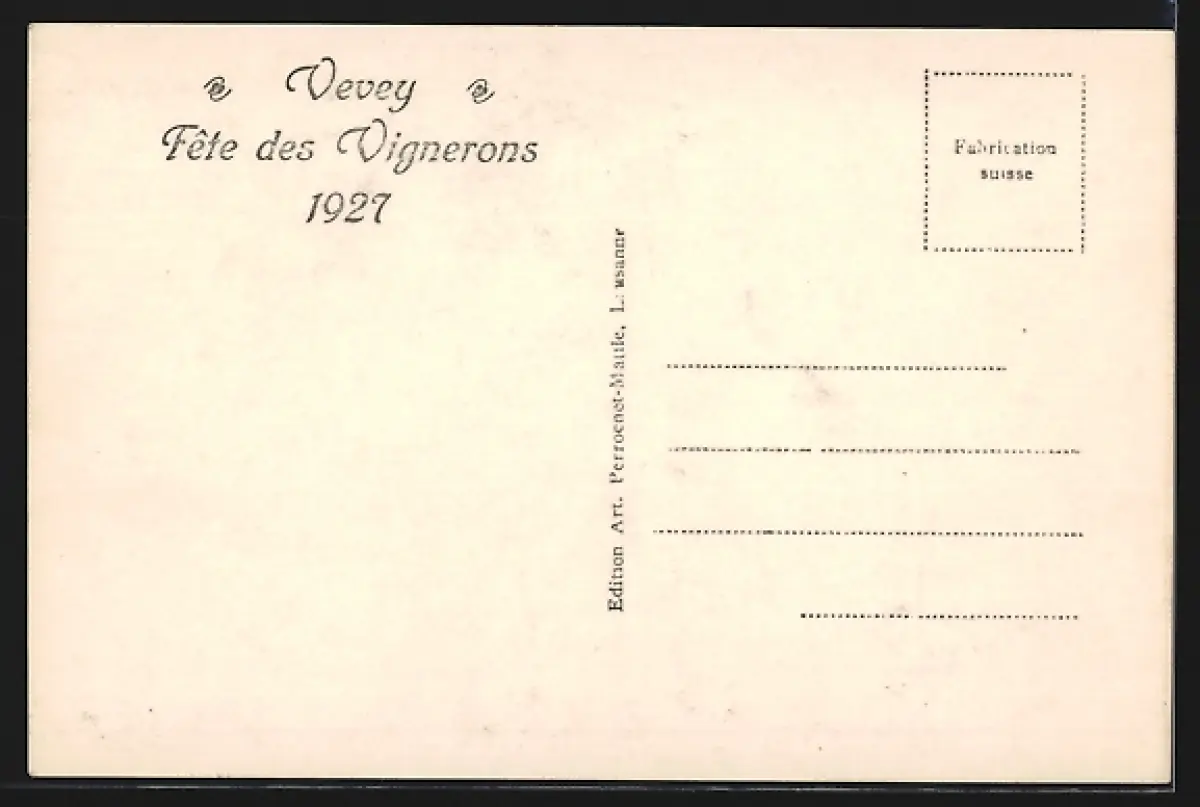 Vevey
Fête des Vignerons
1927
Fabrication
suisse
Edition Art. Perrochet-Matile, Lausanne